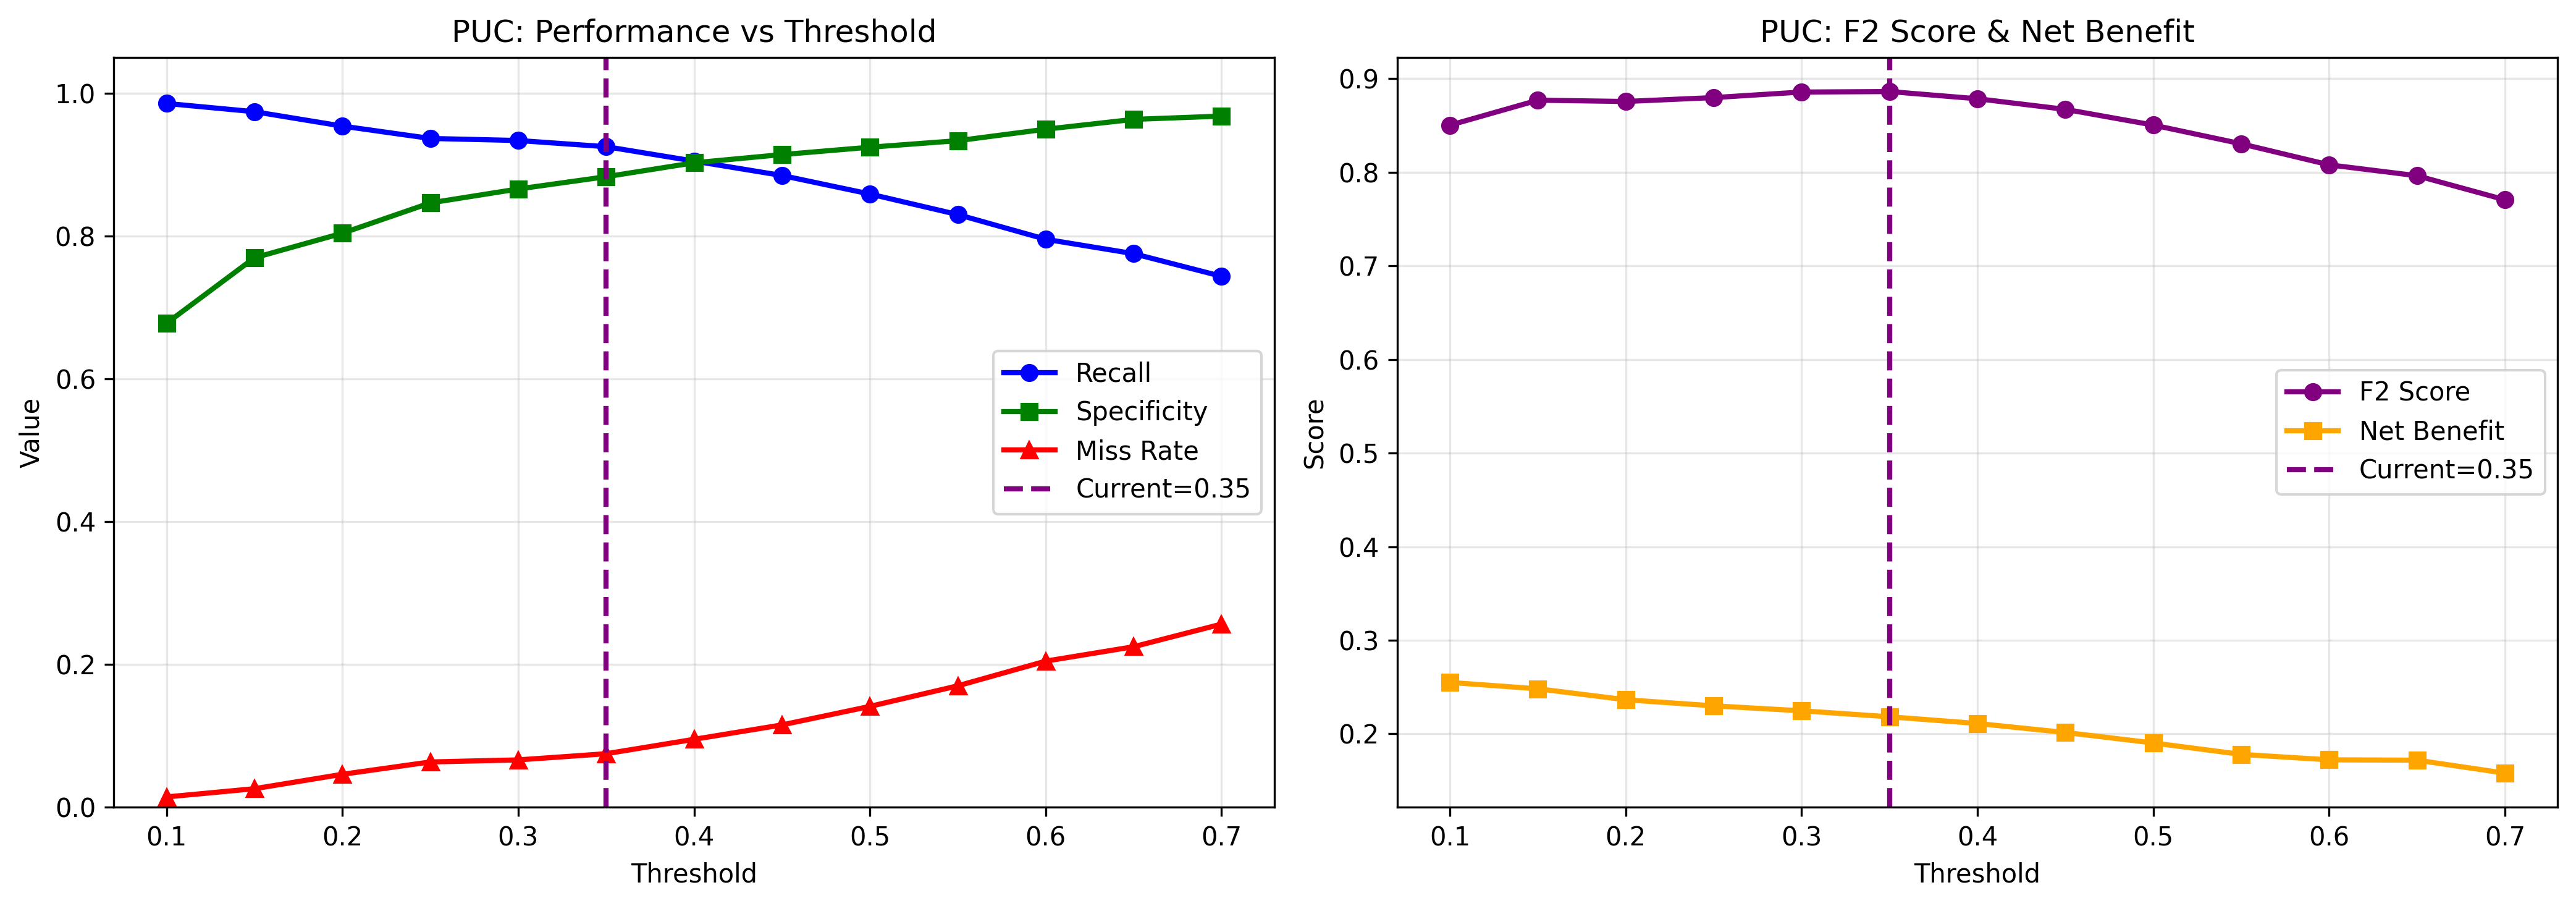 PUC: Performance vs Threshold
Value
1.0
0.8
0.6
0.4
0.2
0.0
Recall
Specificity
Miss Rate
Current=0.35
0.1 0.2 0.3 0.4 0.5 0.6 0.7
Threshold
PUC: F2 Score & Net Benefit
Score
0.9
0.8
0.7
0.6
0.5
0.4
0.3
0.2
F2 Score
Net Benefit
Current=0.35
0.1 0.2 0.3 0.4 0.5 0.6 0.7
Threshold